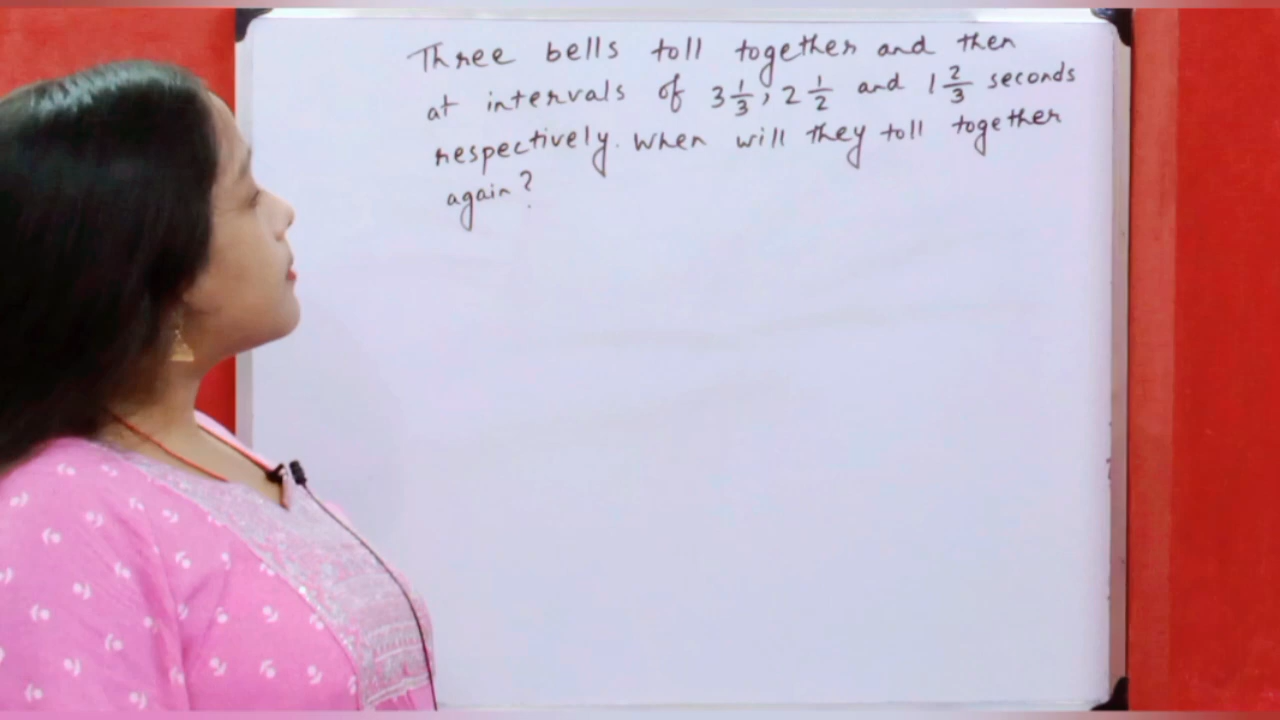 Three bells toll together and then
at intervals of 3 1/3, 2 1/2 and 1 2/3 seconds
respectively. When will they toll together
again?